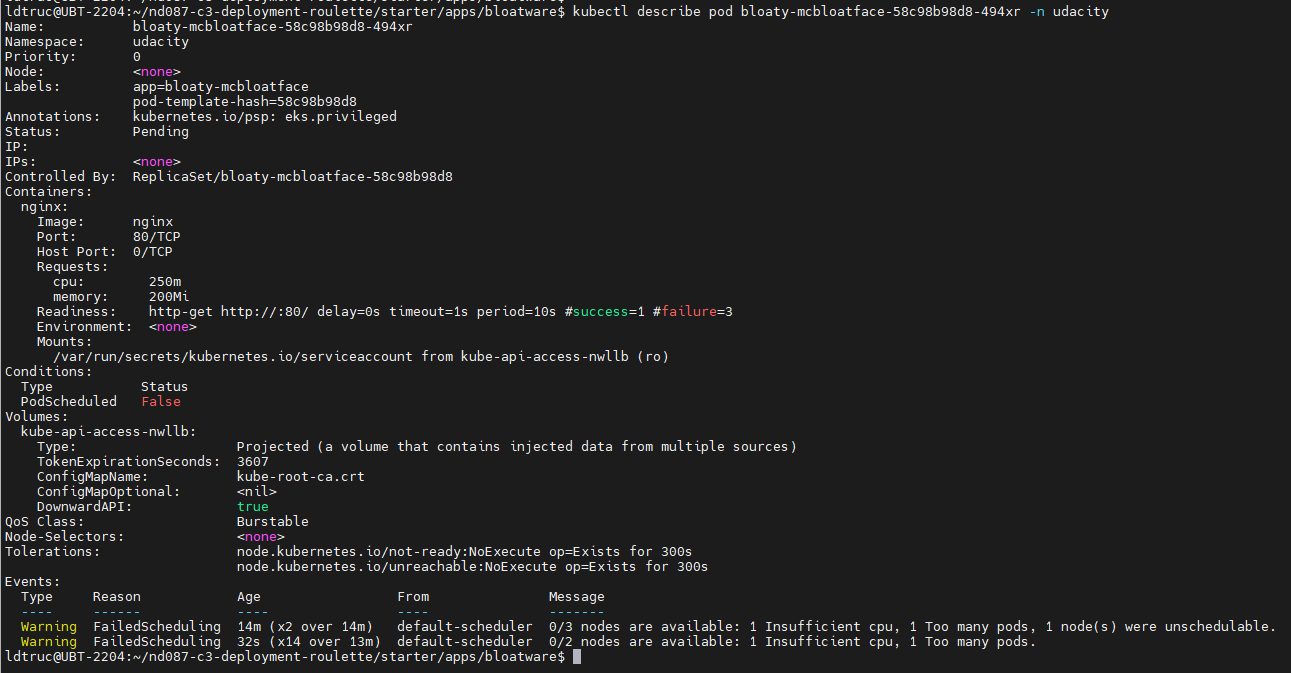 ldtruc@UBT-2204:~/nd087-c3-deployment-roulette/starter/apps/bloatware$ kubectl describe pod bloaty-mcbloatface-58c98b98d8-494xr -n udacity
Name:           bloaty-mcbloatface-58c98b98d8-494xr
Namespace:      udacity
Priority:       0
Node:           <none>
Labels:         app=bloaty-mcbloatface
                pod-template-hash=58c98b98d8
Annotations:    kubernetes.io/psp: eks.privileged
Status:         Pending
IP:
IPs:            <none>
Controlled By:  ReplicaSet/bloaty-mcbloatface-58c98b98d8
Containers:
  nginx:
    Image:      nginx
    Port:       80/TCP
    Host Port:  0/TCP
    Requests:
      cpu:        250m
      memory:     200Mi
    Readiness:    http-get http://:80/ delay=0s timeout=1s period=10s #success=1 #failure=3
    Environment:  <none>
    Mounts:
      /var/run/secrets/kubernetes.io/serviceaccount from kube-api-access-nwllb (ro)
Conditions:
  Type           Status
  PodScheduled   False
Volumes:
  kube-api-access-nwllb:
    Type:                    Projected (a volume that contains injected data from multiple sources)
    TokenExpirationSeconds:  3607
    ConfigMapName:           kube-root-ca.crt
    ConfigMapOptional:       <nil>
    DownwardAPI:             true
QoS Class:                   Burstable
Node-Selectors:              <none>
Tolerations:                 node.kubernetes.io/not-ready:NoExecute op=Exists for 300s
                             node.kubernetes.io/unreachable:NoExecute op=Exists for 300s
Events:
  Type     Reason            Age                 From               Message
  ----     ------            ----                ----               -------
  Warning  FailedScheduling  14m (x2 over 14m)   default-scheduler  0/3 nodes are available: 1 Insufficient cpu, 1 Too many pods, 1 node(s) were unschedulable.
  Warning  FailedScheduling  32s (x14 over 13m)  default-scheduler  0/2 nodes are available: 1 Insufficient cpu, 1 Too many pods.
ldtruc@UBT-2204:~/nd087-c3-deployment-roulette/starter/apps/bloatware$